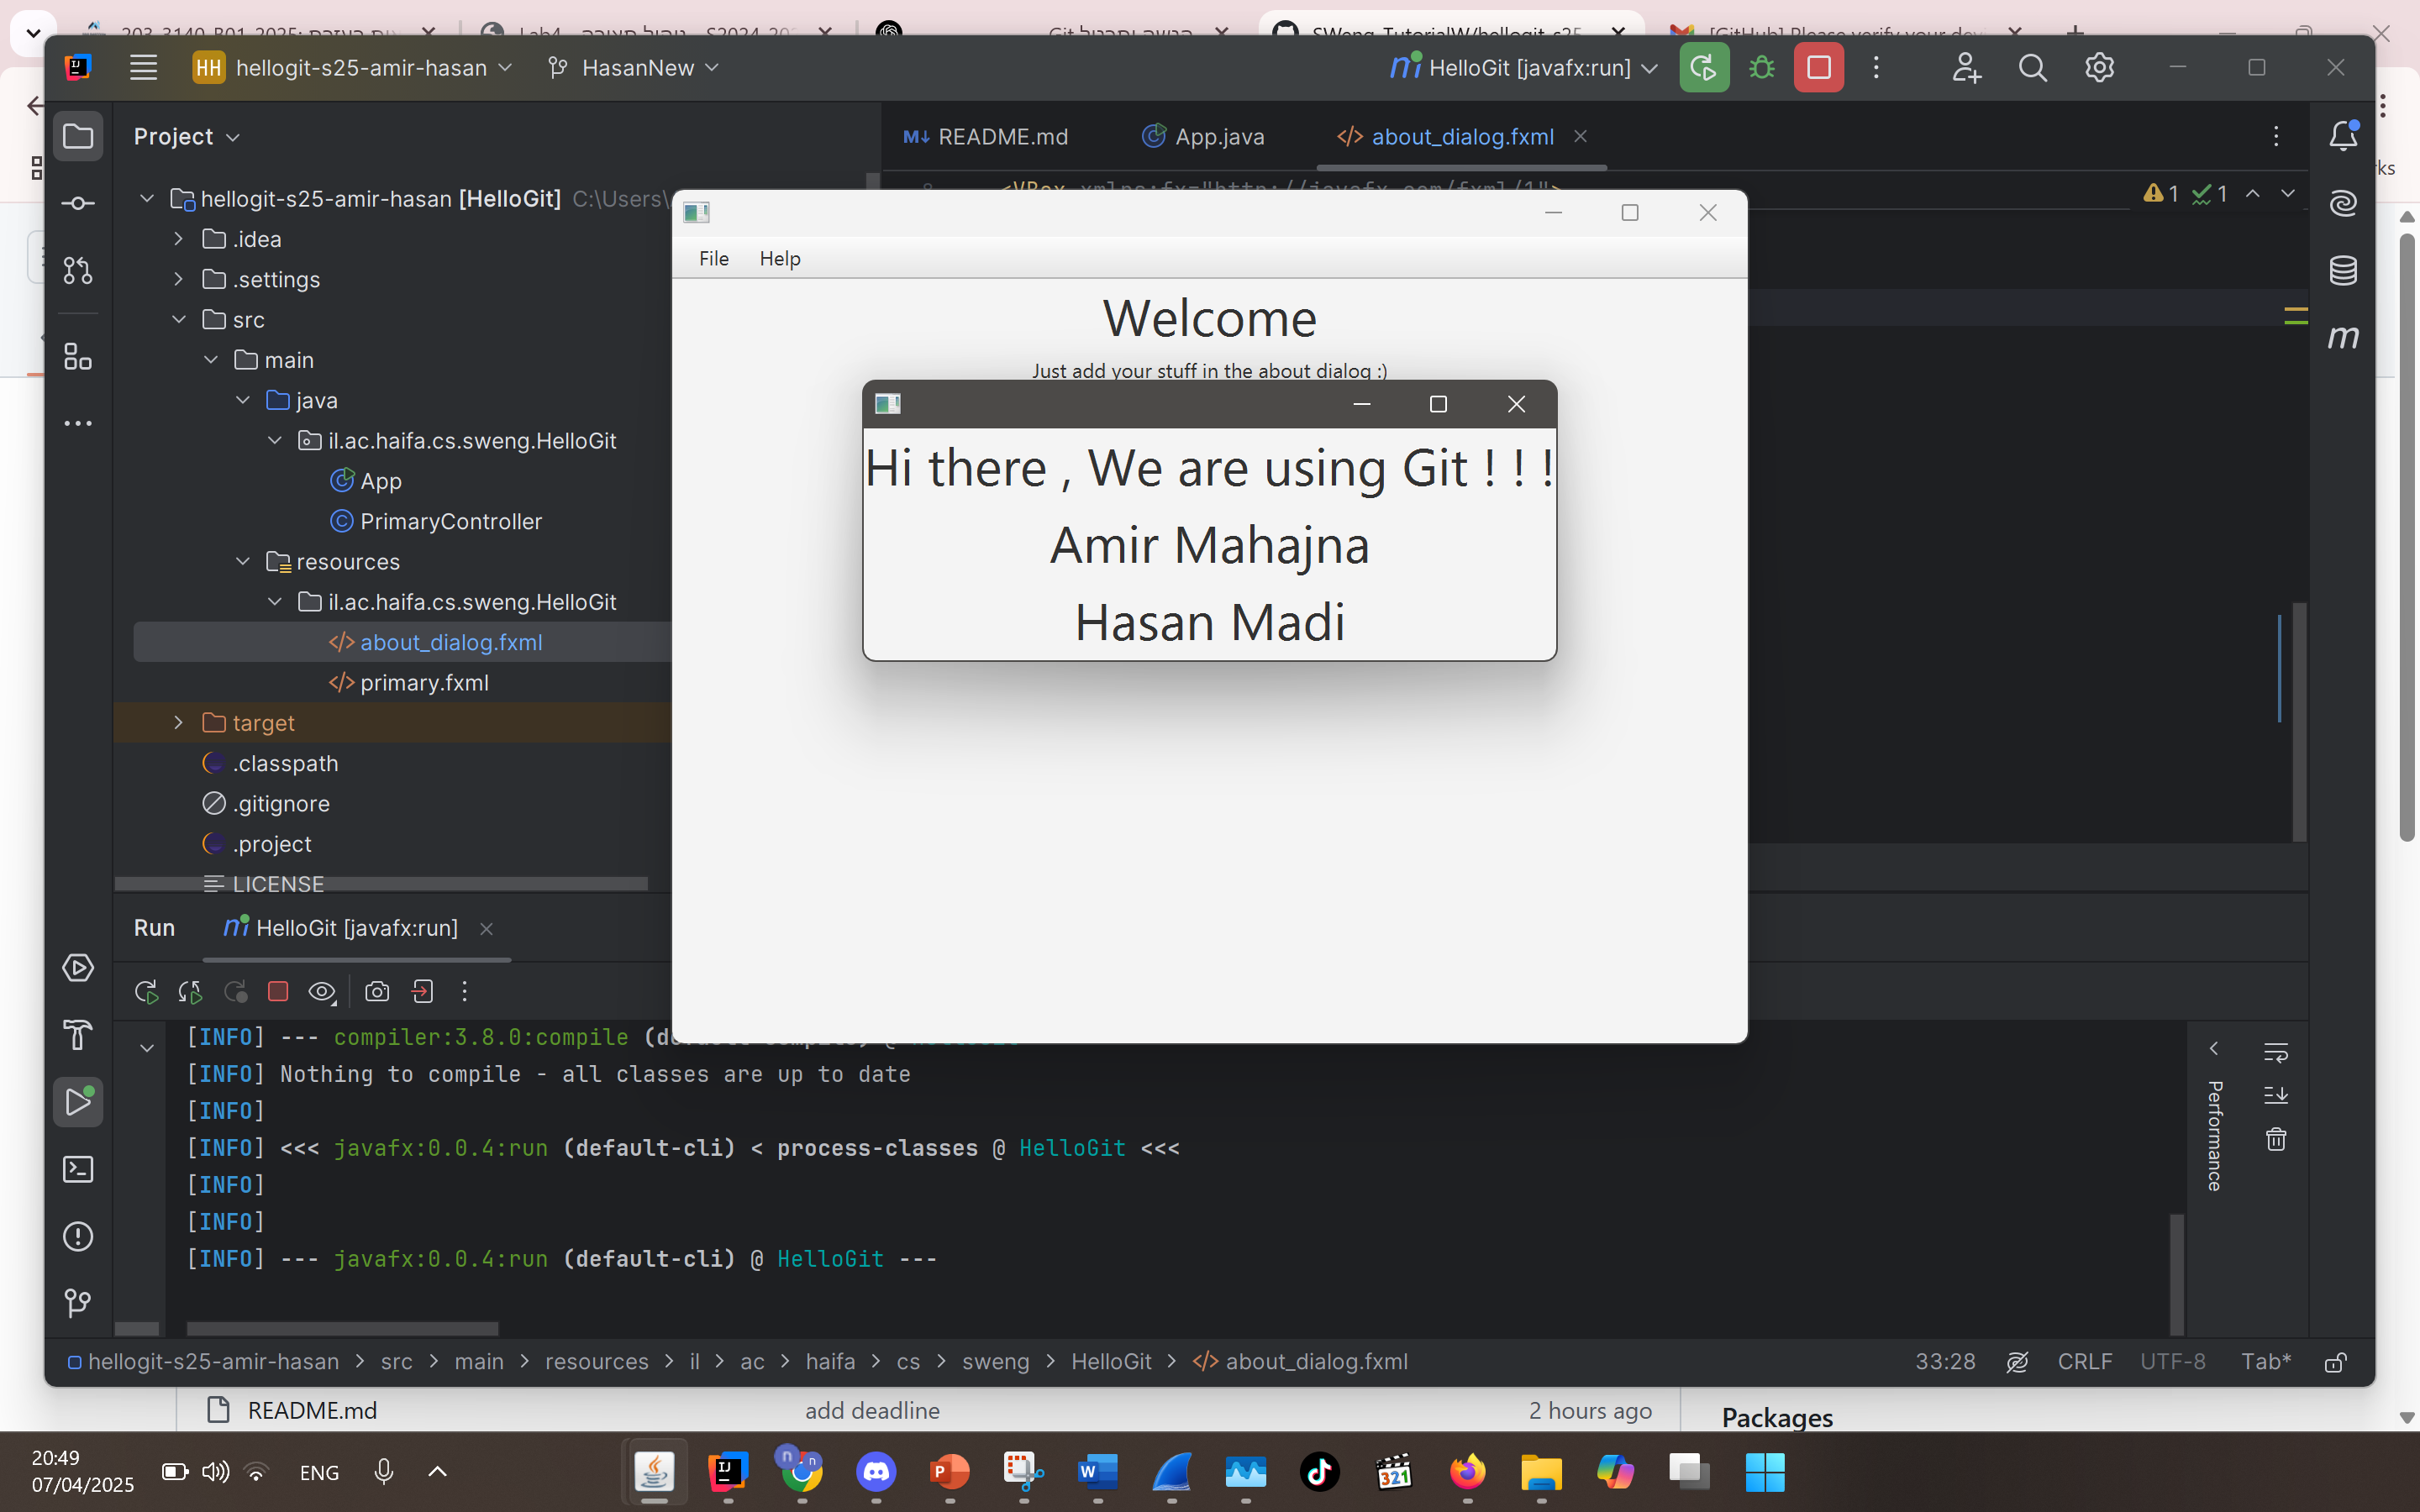 hellogit-s25-amir-hasan
HasanNew
HelloGit [javafx:run]
Project
README.md
App.java
about_dialog.fxml
hellogit-s25-amir-hasan [HelloGit] C:\Users\
1 1
.idea
.settings
src
main
java
il.ac.haifa.cs.sweng.HelloGit
App
PrimaryController
resources
il.ac.haifa.cs.sweng.HelloGit
about_dialog.fxml
primary.fxml
target
.classpath
.gitignore
.project
LICENSE
File Help
Welcome
Just add your stuff in the about dialog :)
Hi there , We are using Git ! ! !
Amir Mahajna
Hasan Madi
Run
HelloGit [javafx:run]
[INFO] --- compiler:3.8.0:compile
[INFO] Nothing to compile - all classes are up to date
[INFO]
[INFO] <<< javafx:0.0.4:run (default-cli) < process-classes @ HelloGit <<<
[INFO]
[INFO]
[INFO] --- javafx:0.0.4:run (default-cli) @ HelloGit ---
Performance
hellogit-s25-amir-hasan > src > main > resources > il > ac > haifa > cs > sweng > HelloGit > about_dialog.fxml
33:28 CRLF UTF-8 Tab*
README.md add deadline 2 hours ago
Packages
20:49
07/04/2025
ENG